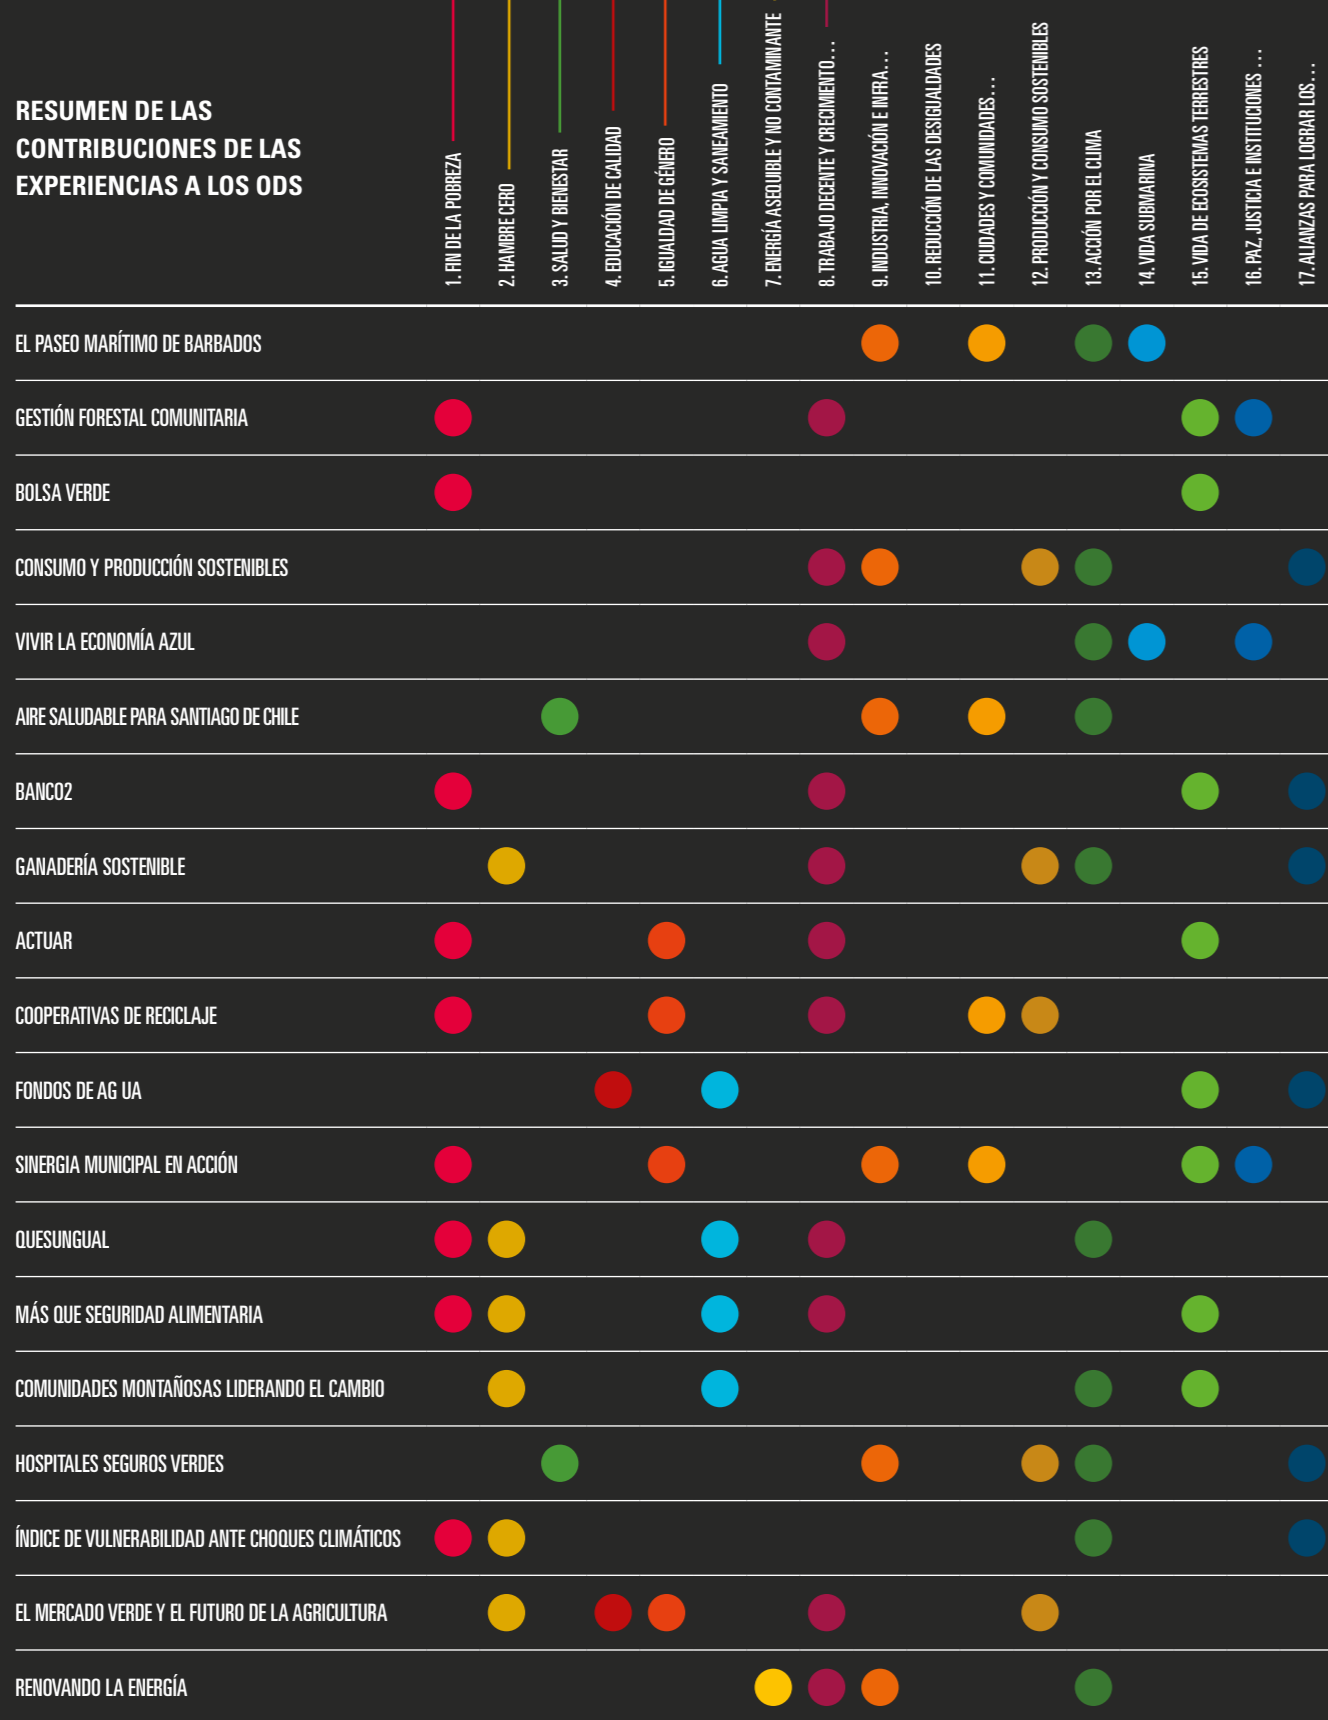 RESUMEN DE LAS
CONTRIBUCIONES DE LAS
EXPERIENCIAS A LOS ODS
1. FIN DE LA POBREZA
2. HAMBRE CERO
3. SALUD Y BIENESTAR
4. EDUCACIÓN DE CALIDAD
5. IGUALDAD DE GÉNERO
6. AGUA LIMPIA Y SANEAMIENTO
7. ENERGÍA ASEQUIBLE Y NO CONTAMINANTE
8. TRABAJO DECENTE Y CRECIMIENTO...
9. INDUSTRIA, INNOVACIÓN E INFRA...
10. REDUCCIÓN DE LAS DESIGUALDADES
11. CIUDADES Y COMUNIDADES...
12. PRODUCCIÓN Y CONSUMO SOSTENIBLES
13. ACCIÓN POR EL CLIMA
14. VIDA SUBMARINA
15. VIDA DE ECOSISTEMAS TERRESTRES
16. PAZ, JUSTICIA E INSTITUCIONES ...
17. ALIANZAS PARA LOGRAR LOS...
EL PASEO MARÍTIMO DE BARBADOS
GESTIÓN FORESTAL COMUNITARIA
BOLSA VERDE
CONSUMO Y PRODUCCIÓN SOSTENIBLES
VIVIR LA ECONOMÍA AZUL
AIRE SALUDABLE PARA SANTIAGO DE CHILE
BANCO2
GANADERÍA SOSTENIBLE
ACTUAR
COOPERATIVAS DE RECICLAJE
FONDOS DE AG UA
SINERGIA MUNICIPAL EN ACCIÓN
QUESUNGUAL
MÁS QUE SEGURIDAD ALIMENTARIA
COMUNIDADES MONTAÑOSAS LIDERANDO EL CAMBIO
HOSPITALES SEGUROS VERDES
ÍNDICE DE VULNERABILIDAD ANTE CHOQUES CLIMÁTICOS
EL MERCADO VERDE Y EL FUTURO DE LA AGRICULTURA
RENOVANDO LA ENERGÍA